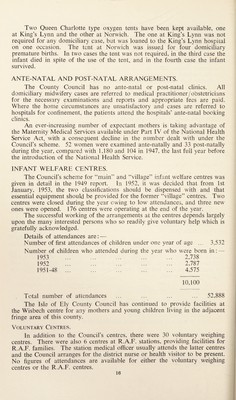 Two Queen Charlotte type oxygen tents have been kept available, one
at King's Lynn and the other at Norwich. The one at King's Lynn was not
required for any domiciliary case, but was loaned to the King's Lynn hospital
on one occasion. The tent at Norwich was issued for four domiciliary
premature births. In two cases the tent was not required, in the third case the
infant died in spite of the use of the tent, and in the fourth case the infant
survived.
ANTE-NATAL AND POST-NATAL ARRANGEMENTS.
The County Council has no ante-natal or post-natal clinics. All
domiciliary midwifery cases are referred to medical practitioner obstetricians
for the necessary examinations and reports and appropriate fees are paid.
Where the home circumstances are unsatisfactory and cases are referred to
hospitals for confinement, the patients attend the hospitals' ante-natal booking
clinics.
An ever-increasing number of expectant mothers is taking advantage of
the Maternity Medical Services available under Part IV of the National Health
Service Act, with a consequent decline in the number dealt with under the
Council's scheme. 52 women were examined ante-natally and 33 post-natally
during the year, compared with 1,180 and 104 in 1947, the last full year before
the introduction of the National Health Service.
INFANT WELFARE CENTRES.
The Council's scheme for "main" and "village" infant welfare centres was
given in detail in the 1949 report. In 1952, it was decided that from 1st
January, 1953, the two classifications should be dispensed with and that
essential equipment should be provided for the former "village" centres. Two
centres were closed during the year owing to low attendances, and three new
ones were opened. 176 centres were operating at the end of the year.
The successful working of the arrangements at the centres depends largely
upon the many interested persons who so readily give voluntary help which is
gratefully acknowledged.
Details of attendances are:—
Number of first attendances of children under one year of age ... 3,532
Number of children who attended during the year who were born in:—
1953 ... 2,738
1952 ... 2,787
1951-48 ... 4,575
10,100
Total number of attendances ... 52,888
The Isle of Ely County Council has continued to provide facilities at
the Wisbech centre for any mothers and young children living in the adjacent
fringe area of this county.
VOLUNTARY CENTRES.
In addition to the Council's centres, there were 30 voluntary weighing
centres. There were also 6 centres at R.A.F. stations, providing facilities for
R.A.F. families. The station medical officer usually attends the latter centres
and the Council arranges for the district nurse or health visitor to be present.
No figures of attendances are available for either the voluntary weighing
centres or the R.A.F. centres.
18